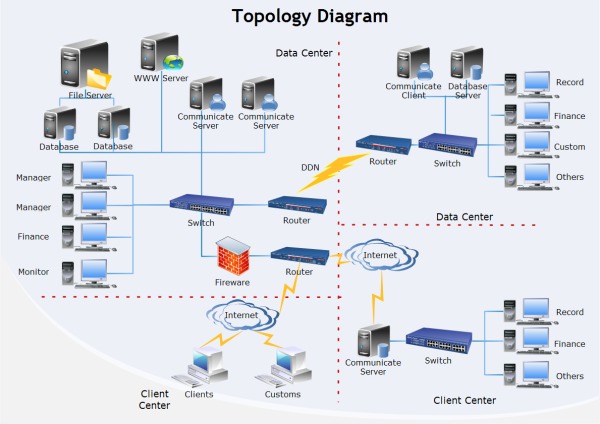 Topology Diagram
Data Center
File Server
WWW Server
Communicate
Server
Communicate
Server
Database
Database
Manager
Manager
Finance
Monitor
Switch
Router
DDN
Fireware
Router
Communicate
Client
Database
Server
Router
Switch
Record
Finance
Custom
Others
Data Center
Internet
Internet
Clients
Customs
Client
Center
Communicate
Server
Switch
Record
Finance
Others
Client Center